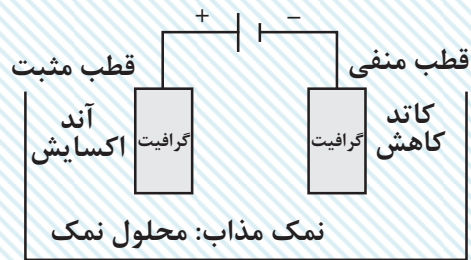 + −
قطب منفی
قطب مثبت
کاتد
کاهش
گرافیت
آند
اکسایش
گرافیت
نمک مذاب: محلول نمک